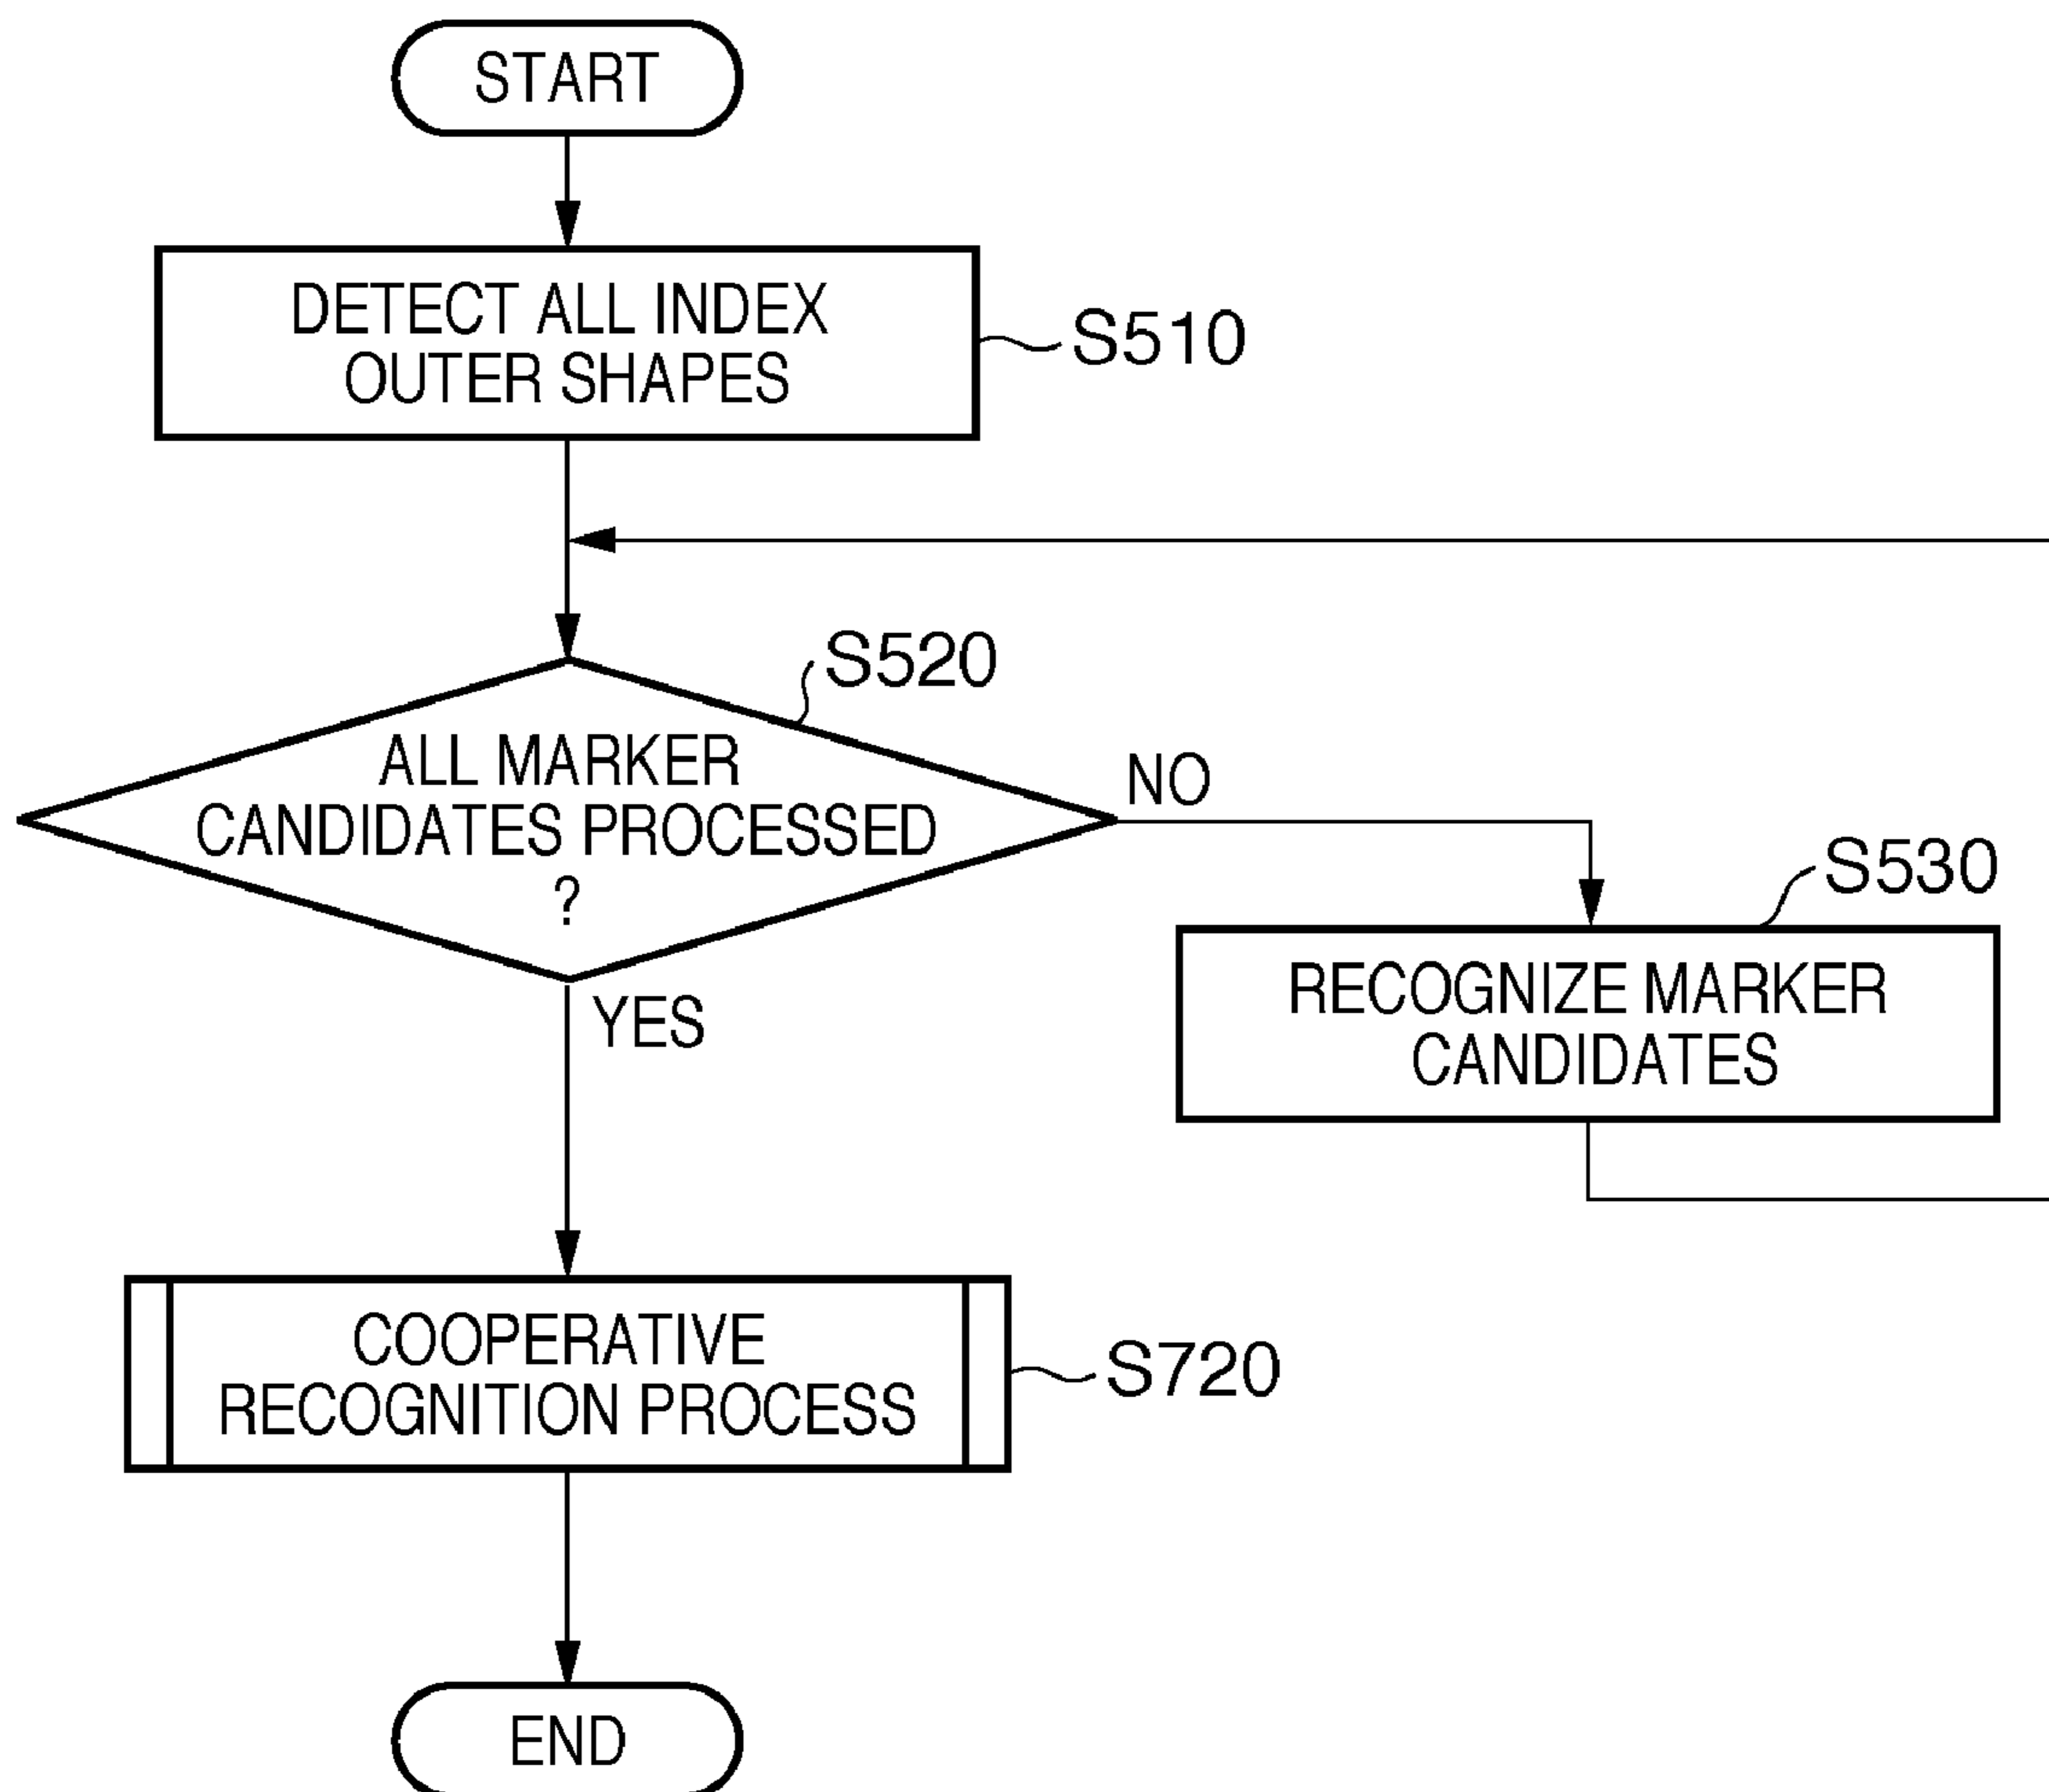 START
DETECT ALL INDEX
OUTER SHAPES
S510
S520
ALL MARKER
CANDIDATES PROCESSED
?
NO
YES
S530
RECOGNIZE MARKER
CANDIDATES
COOPERATIVE
RECOGNITION PROCESS
S720
END